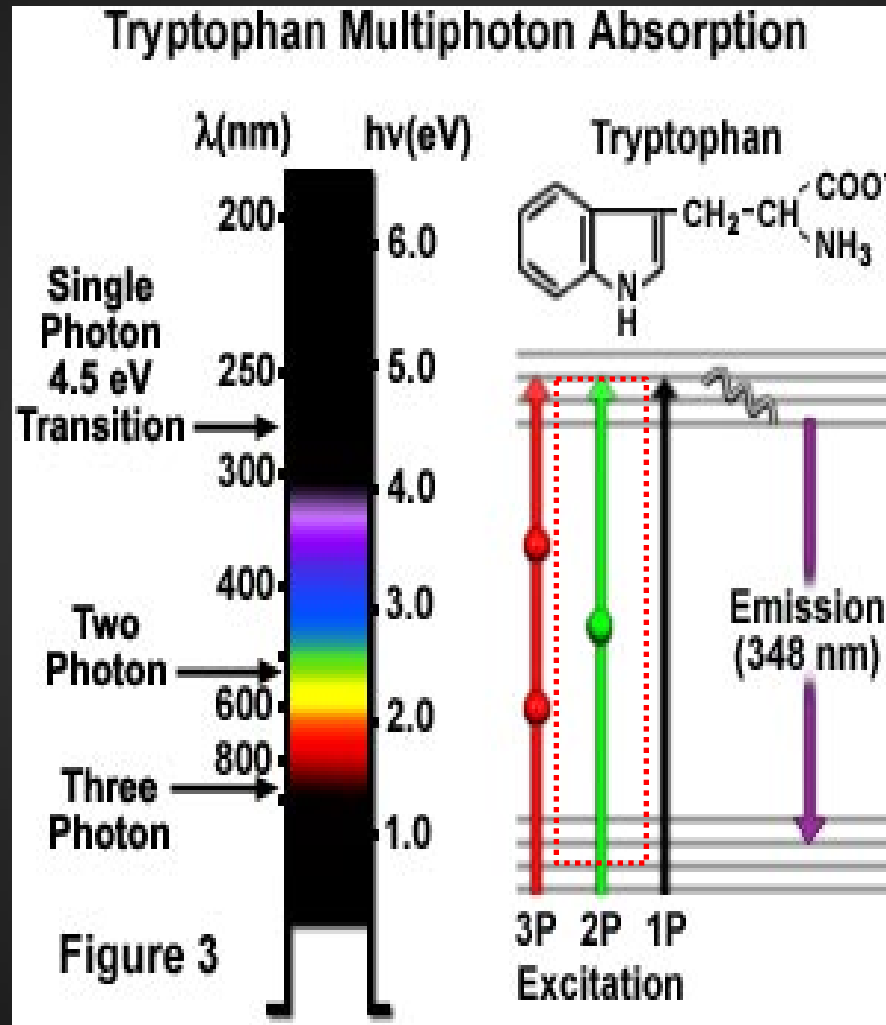 Tryptophan Multiphoton Absorption
λ(nm)
hν(eV)
200
250
300
400
600
800
6.0
5.0
4.0
3.0
2.0
1.0
Single
Photon
4.5 eV
Transition
Two
Photon
Three
Photon
Figure 3
Tryptophan
CH₂-CH
COO
NH₃
N
H
Emission
(348 nm)
3P 2P 1P
Excitation